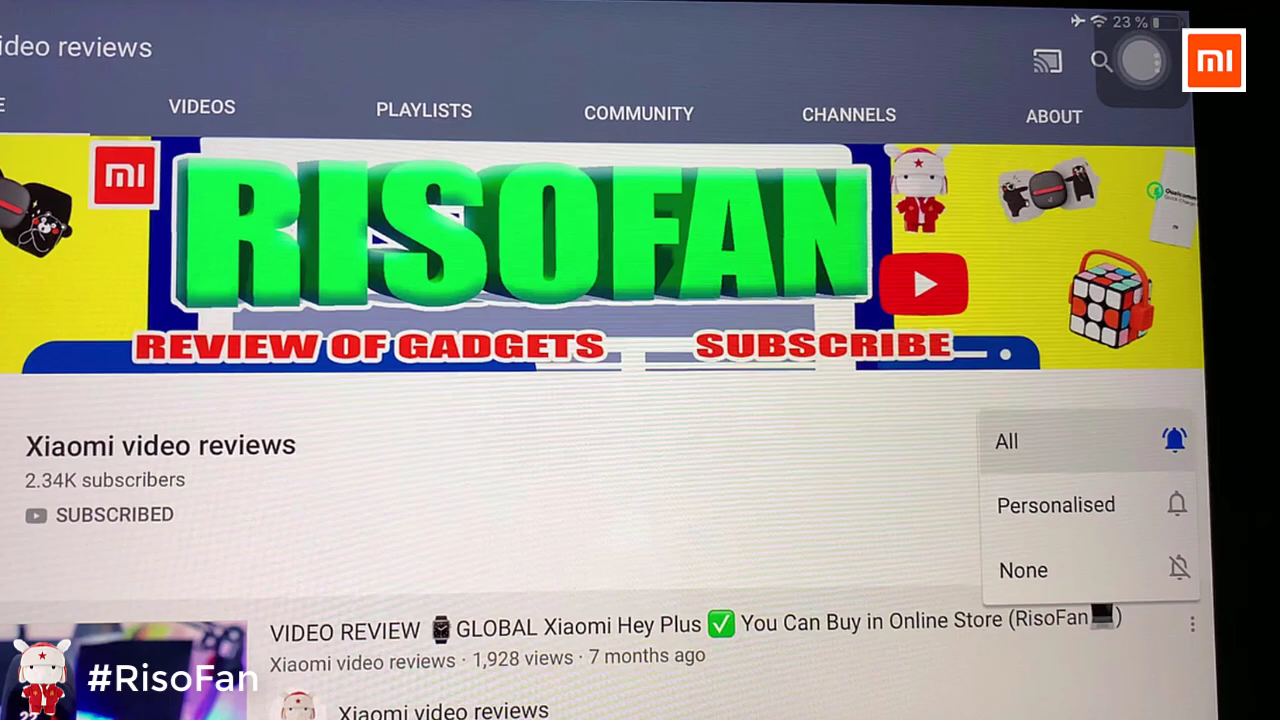 23 %
ideo reviews
mi
E VIDEOS PLAYLISTS COMMUNITY CHANNELS ABOUT
mi
RISOFAN
REVIEW OF GADGETS SUBSCRIBE
Xiaomi video reviews
2.34K subscribers
SUBSCRIBED
All
Personalised
None
VIDEO REVIEW ⌚ GLOBAL Xiaomi Hey Plus ✅ You Can Buy in Online Store (RisoFan💻)
Xiaomi video reviews · 1,928 views · 7 months ago
#RisoFan
Xiaomi video reviews